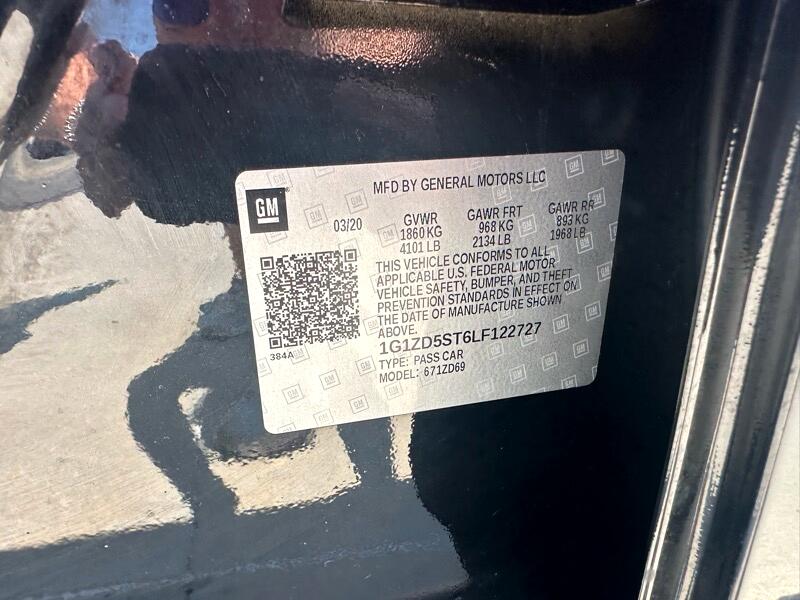 GM
MFD BY GENERAL MOTORS LLC
03/20
GVWR GAWR FRT GAWR RR
1860 KG 968 KG 893 KG
4101 LB 2134 LB 1968 LB
THIS VEHICLE CONFORMS TO ALL
APPLICABLE U.S. FEDERAL MOTOR
VEHICLE SAFETY, BUMPER, AND THEFT
PREVENTION STANDARDS IN EFFECT ON
THE DATE OF MANUFACTURE SHOWN
ABOVE.
384A
1G1ZD5ST6LF122727
TYPE: PASS CAR
MODEL: 671ZD69